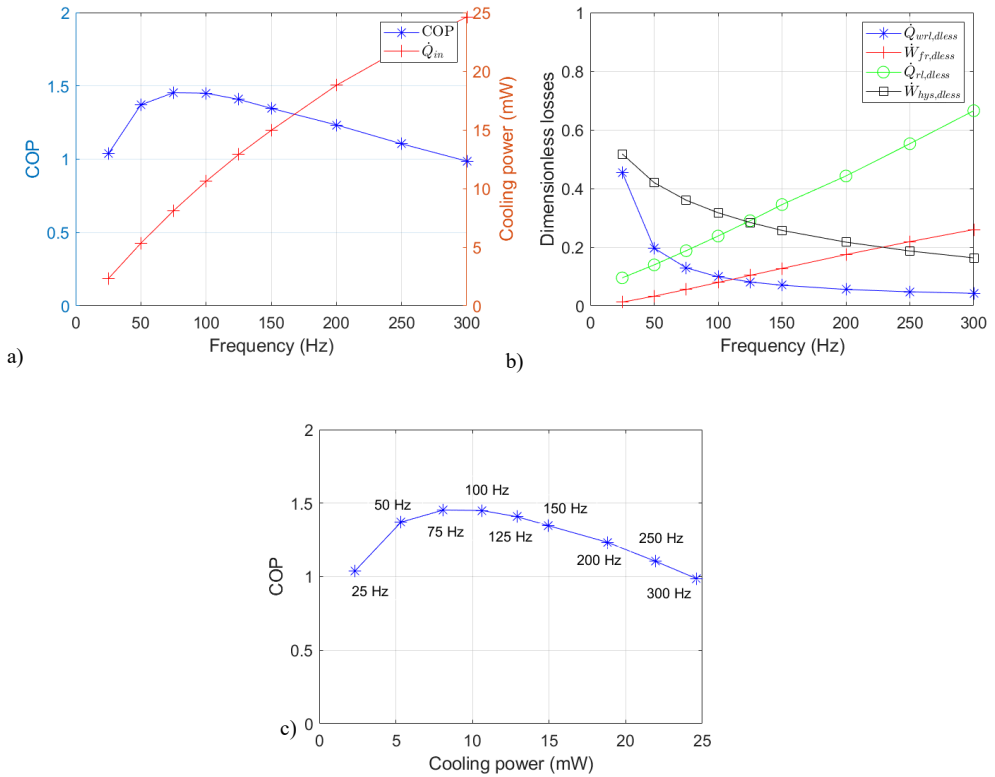 2
1.5
1
0.5
0
COP
25
20
15
10
5
0
Cooling power (mW)
0 50 100 150 200 250 300
Frequency (Hz)
COP
Q̇in
a)
1
0.8
0.6
0.4
0.2
0
Dimensionless losses
0 50 100 150 200 250 300
Frequency (Hz)
Q̇wrl,dless
Ẇfr,dless
Q̇rl,dless
Ẇhys,dless
b)
2
1.5
1
0.5
0
COP
25 Hz
50 Hz
75 Hz
100 Hz
125 Hz
150 Hz
200 Hz
250 Hz
300 Hz
0 5 10 15 20 25
Cooling power (mW)
c)